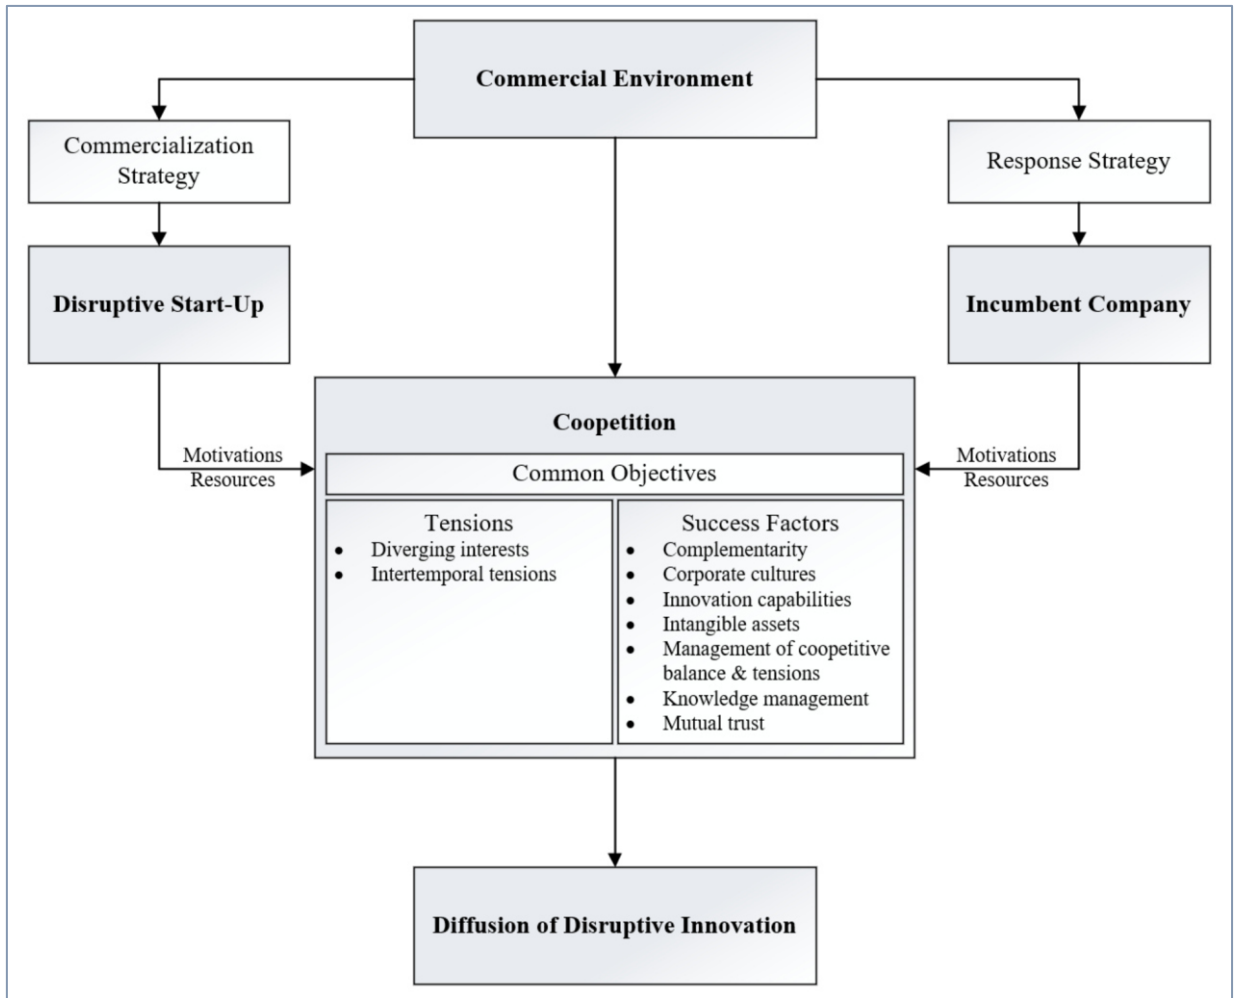 Commercial Environment
Commercialization
Strategy
Response Strategy
Disruptive Start-Up
Incumbent Company
Motivations
Resources
Motivations
Resources
Coopetition
Common Objectives
Tensions
• Diverging interests
• Intertemporal tensions
Success Factors
• Complementarity
• Corporate cultures
• Innovation capabilities
• Intangible assets
• Management of coopetitive
balance & tensions
• Knowledge management
• Mutual trust
Diffusion of Disruptive Innovation